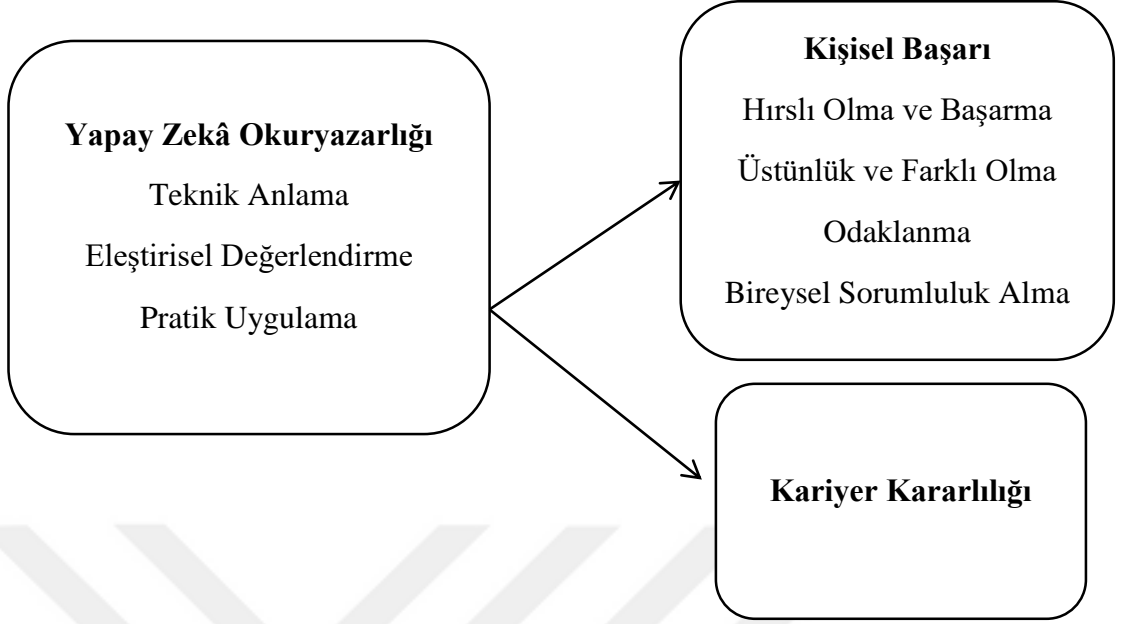 Yapay Zekâ Okuryazarlığı
Teknik Anlama
Eleştirisel Değerlendirme
Pratik Uygulama
Kişisel Başarı
Hırslı Olma ve Başarma
Üstünlük ve Farklı Olma
Odaklanma
Bireysel Sorumluluk Alma
Kariyer Kararlılığı